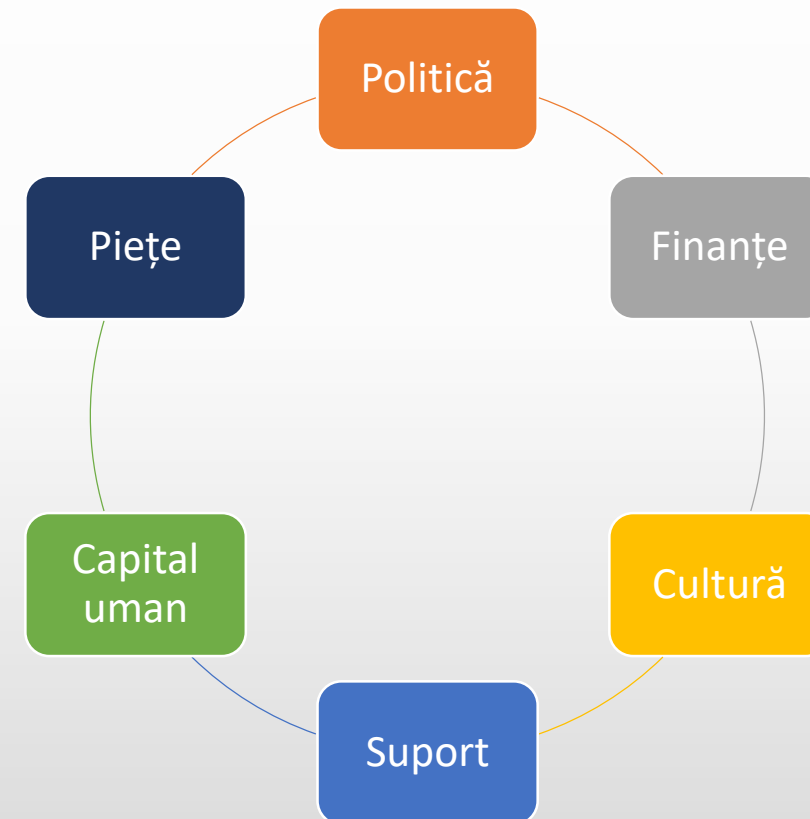 Politică
Piețe
Finanțe
Capital
uman
Cultură
Suport